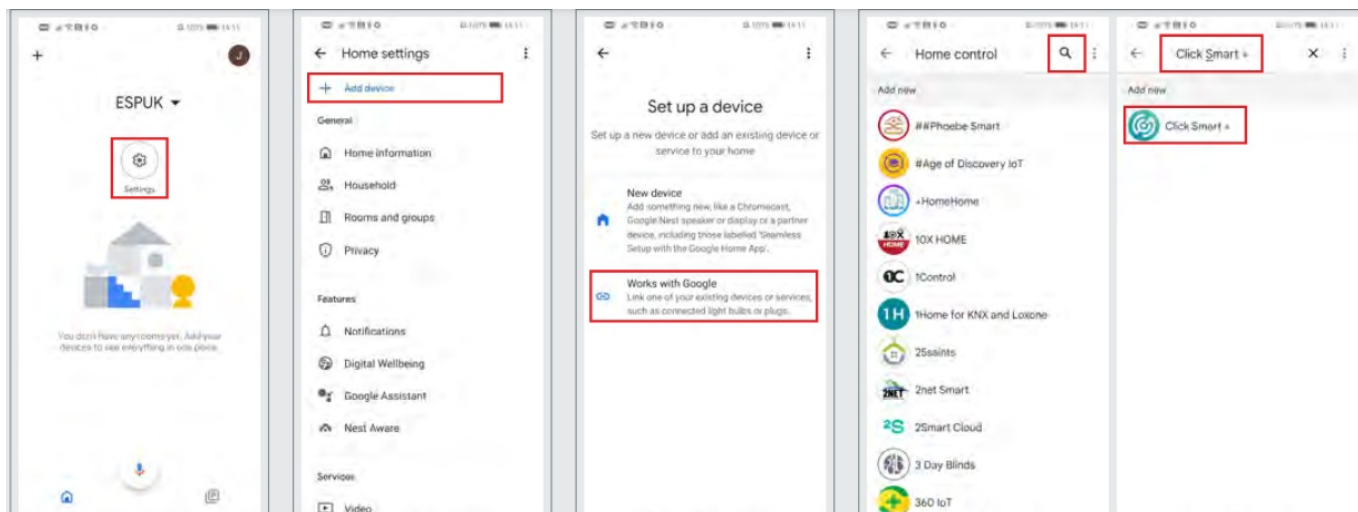 ESPUK
Settings
You don't have any rooms yet. Add your
devices to see everything in one place.
Home settings
Add device
General
Home information
Household
Rooms and groups
Privacy
Features
Notifications
Digital Wellbeing
Google Assistant
Nest Aware
Services
Video
Set up a device
Set up a new device or add an existing device or
service to your home
New device
Add something new, like a Chromecast,
Google Nest speaker or display or a partner
device, including those labelled 'Seamless
Setup with the Google Home App'.
Works with Google
Link one of your existing devices or services,
such as connected light bulbs or plugs.
Home control
Add new
##Phoebe Smart
#Age of Discovery IoT
+HomeHome
10X HOME
1Control
1Home for KNX and Loxone
25saints
2net Smart
2Smart Cloud
3 Day Blinds
360 IoT
Click Smart +
Add new
Click Smart +